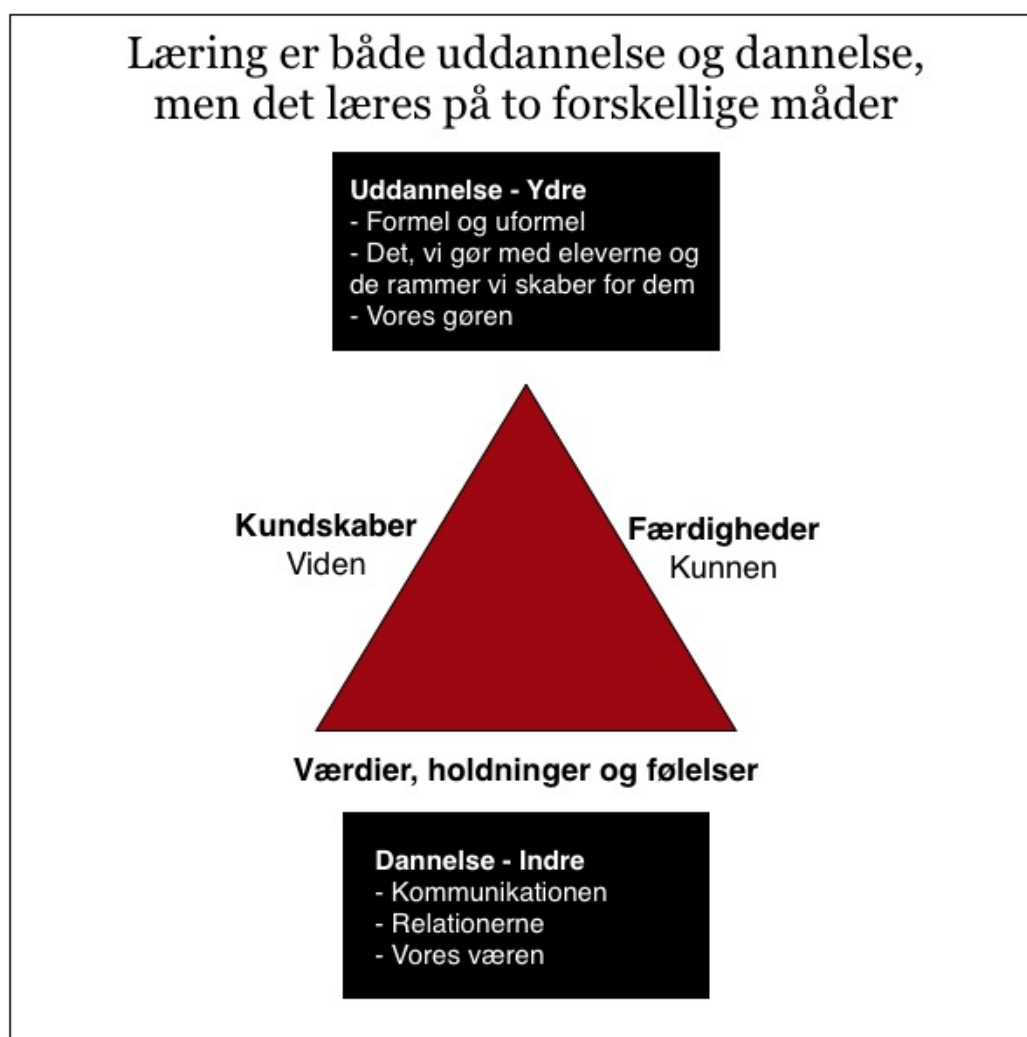 Læring er både uddannelse og dannelse,
men det læres på to forskellige måder
Uddannelse - Ydre
- Formel og uformel
- Det, vi gør med eleverne og
de rammer vi skaber for dem
- Vores gøren
Kundskaber
Viden
Færdigheder
Kunnen
Værdier, holdninger og følelser
Dannelse - Indre
- Kommunikationen
- Relationerne
- Vores væren